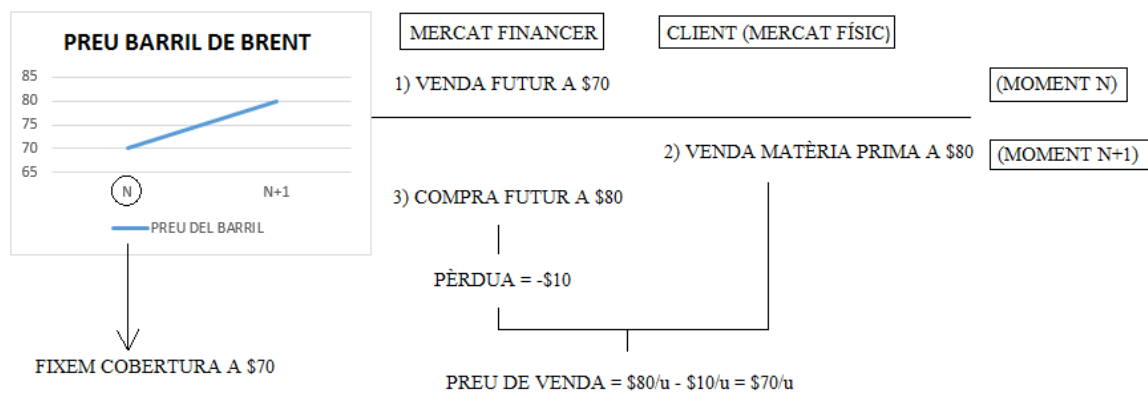 PREU BARRIL DE BRENT
85
80
75
70
65
N
N+1
PREU DEL BARRIL
FIXEM COBERTURA A $70
MERCAT FINANCER
CLIENT (MERCAT FÍSIC)
1) VENDA FUTUR A $70
(MOMENT N)
2) VENDA MATÈRIA PRIMA A $80
(MOMENT N+1)
3) COMPRA FUTUR A $80
PÈRDUA = -$10
PREU DE VENDA = $80/u - $10/u = $70/u